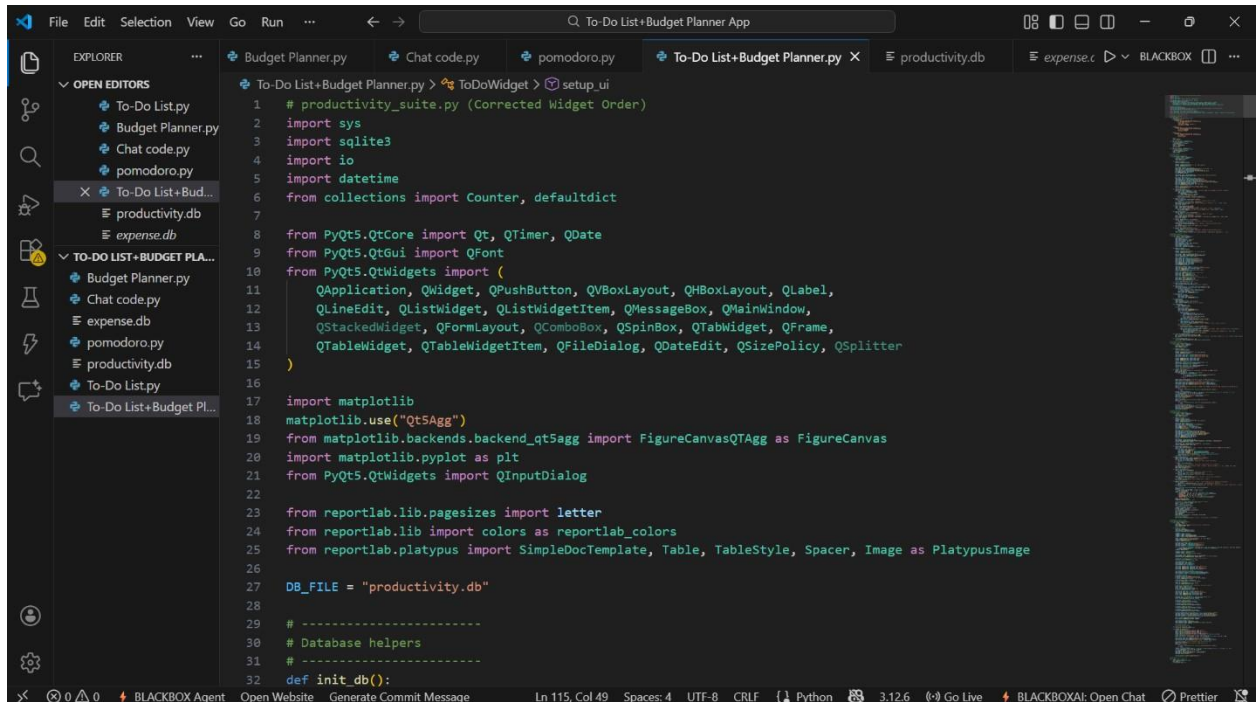 File Edit Selection View Go Run ··· ← → To-Do List+Budget Planner App
EXPLORER ···
OPEN EDITORS
To-Do List.py
Budget Planner.py
Chat code.py
pomodoro.py
To-Do List+Bud...
productivity.db
expense.db
TO-DO LIST+BUDGET PLA...
Budget Planner.py
Chat code.py
expense.db
pomodoro.py
productivity.db
To-Do List.py
To-Do List+Budget Pl...
Budget Planner.py Chat code.py pomodoro.py To-Do List+Budget Planner.py productivity.db expense.c BLACKBOX ···
To-Do List+Budget Planner.py > ToDoWidget > setup_ui
1 # productivity_suite.py (Corrected Widget Order)
2 import sys
3 import sqlite3
4 import io
5 import datetime
6 from collections import Counter, defaultdict
7
8 from PyQt5.QtCore import Qt, QTimer, QDate
9 from PyQt5.QtGui import QFont
10 from PyQt5.QtWidgets import (
11     QApplication, QWidget, QPushButton, QVBoxLayout, QHBoxLayout, QLabel,
12     QLineEdit, QListWidget, QListWidgetItem, QMessageBox, QMainWindow,
13     QStackedWidget, QFormLayout, QComboBox, QSpinBox, QTabWidget, QFrame,
14     QTableWidget, QTableWidgetItem, QFileDialog, QDateEdit, QSizePolicy, QSplitter
15 )
16
17 import matplotlib
18 matplotlib.use("Qt5Agg")
19 from matplotlib.backends.backend_qt5agg import FigureCanvasQTAgg as FigureCanvas
20 import matplotlib.pyplot as plt
21 from PyQt5.QtWidgets import QInputDialog
22
23 from reportlab.lib.pagesizes import letter
24 from reportlab.lib import colors as reportlab_colors
25 from reportlab.platypus import SimpleDocTemplate, Table, TableStyle, Spacer, Image as PlatypusImage
26
27 DB_FILE = "productivity.db"
28
29 # ------------------------
30 # Database helpers
31 # ------------------------
32 def init_db():
0 0 BLACKBOX Agent Open Website Generate Commit Message Ln 115, Col 49 Spaces: 4 UTF-8 CRLF {} Python 3.12.6 Go Live BLACKBOXAI: Open Chat Prettier